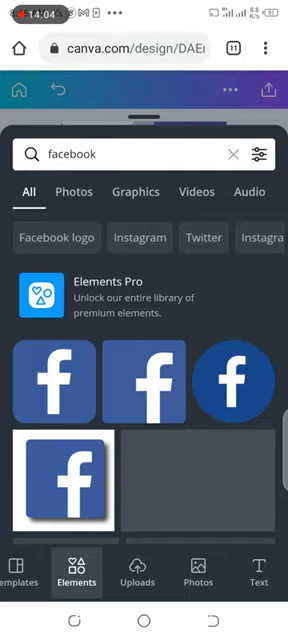 14:04
canva.com/design/DAE
11
facebook
All Photos Graphics Videos Audio
Facebook logo Instagram Twitter Instagra
Elements Pro
Unlock our entire library of
premium elements.
emplates Elements Uploads Photos Text